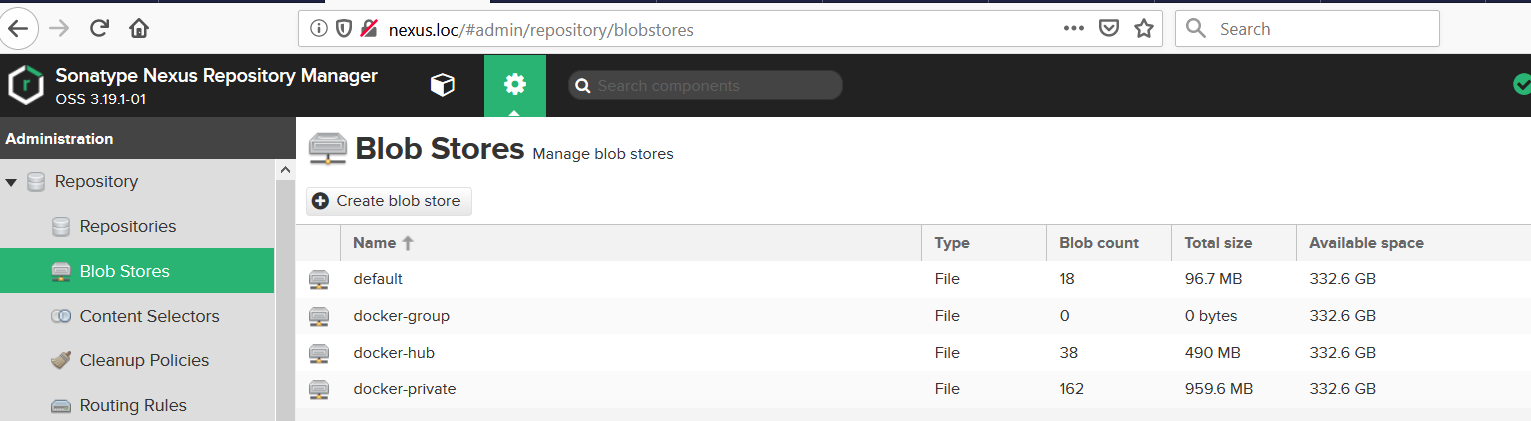 nexus.loc/#admin/repository/blobstores
Search
Sonatype Nexus Repository Manager
OSS 3.19.1-01
Search components
Administration
Repository
Repositories
Blob Stores
Content Selectors
Cleanup Policies
Routing Rules
Blob Stores Manage blob stores
Create blob store
Name Type Blob count Total size Available space
default File 18 96.7 MB 332.6 GB
docker-group File 0 0 bytes 332.6 GB
docker-hub File 38 490 MB 332.6 GB
docker-private File 162 959.6 MB 332.6 GB